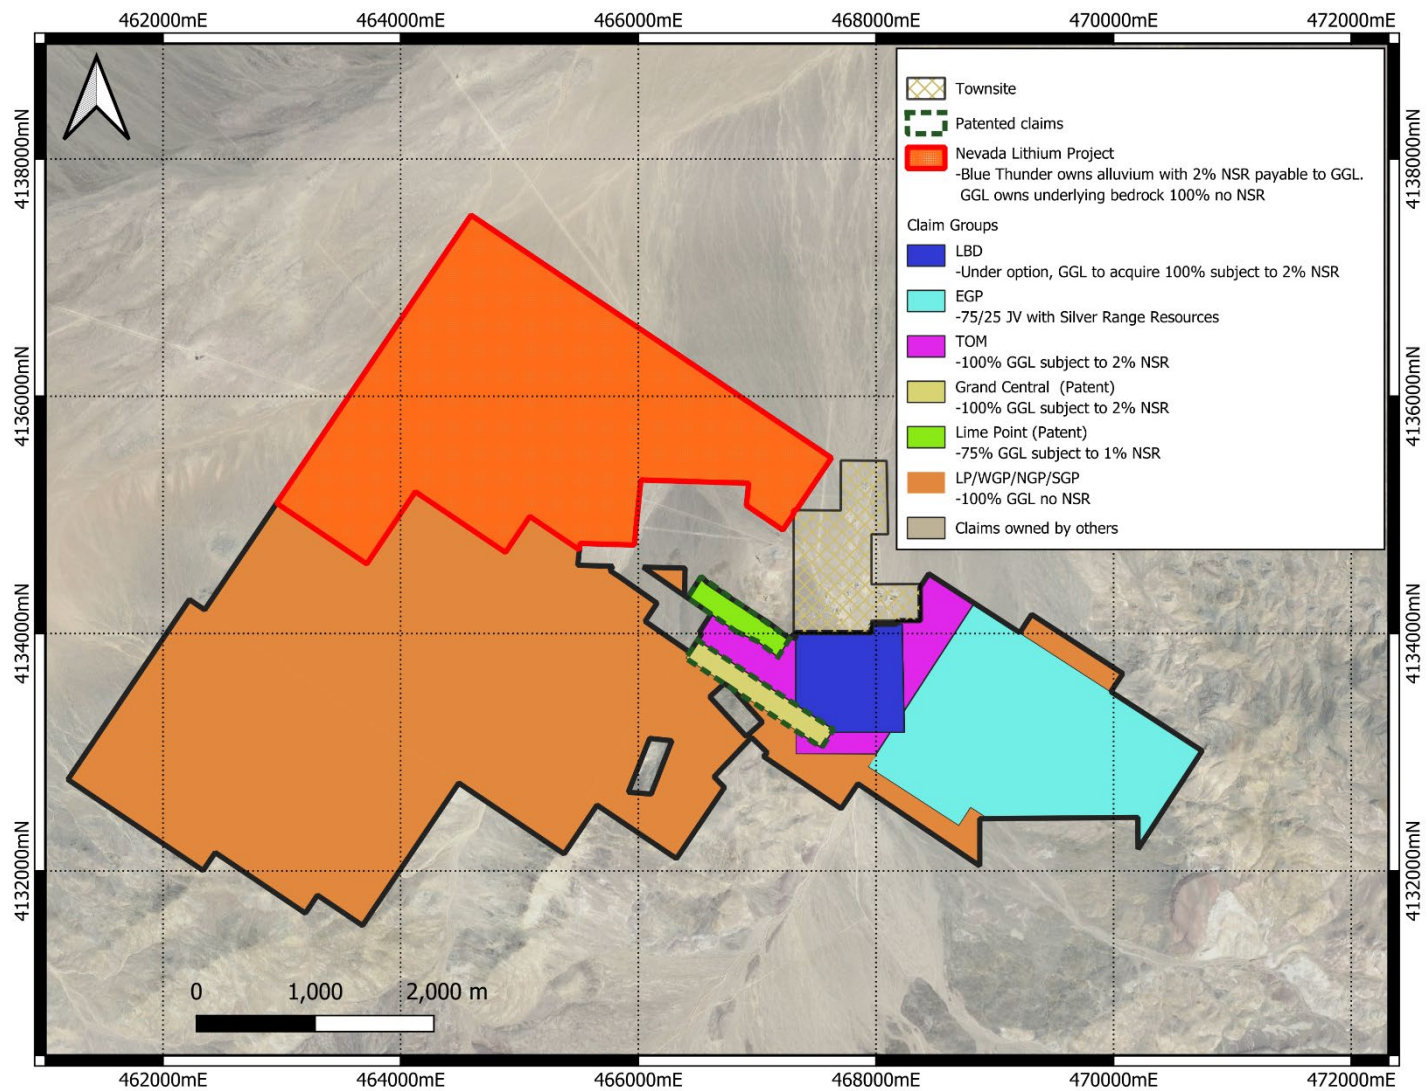 462000mE 464000mE 466000mE 468000mE 470000mE 472000mE
Townsite
Patented claims
Nevada Lithium Project
-Blue Thunder owns alluvium with 2% NSR payable to GGL.
GGL owns underlying bedrock 100% no NSR
Claim Groups
LBD
-Under option, GGL to acquire 100% subject to 2% NSR
EGP
-75/25 JV with Silver Range Resources
TOM
-100% GGL subject to 2% NSR
Grand Central (Patent)
-100% GGL subject to 2% NSR
Lime Point (Patent)
-75% GGL subject to 1% NSR
LP/WGP/NGP/SGP
-100% GGL no NSR
Claims owned by others
4138000mN
4138000mN
4136000mN
4136000mN
4134000mN
4134000mN
4132000mN
4132000mN
0 1,000 2,000 m
462000mE 464000mE 466000mE 468000mE 470000mE 472000mE